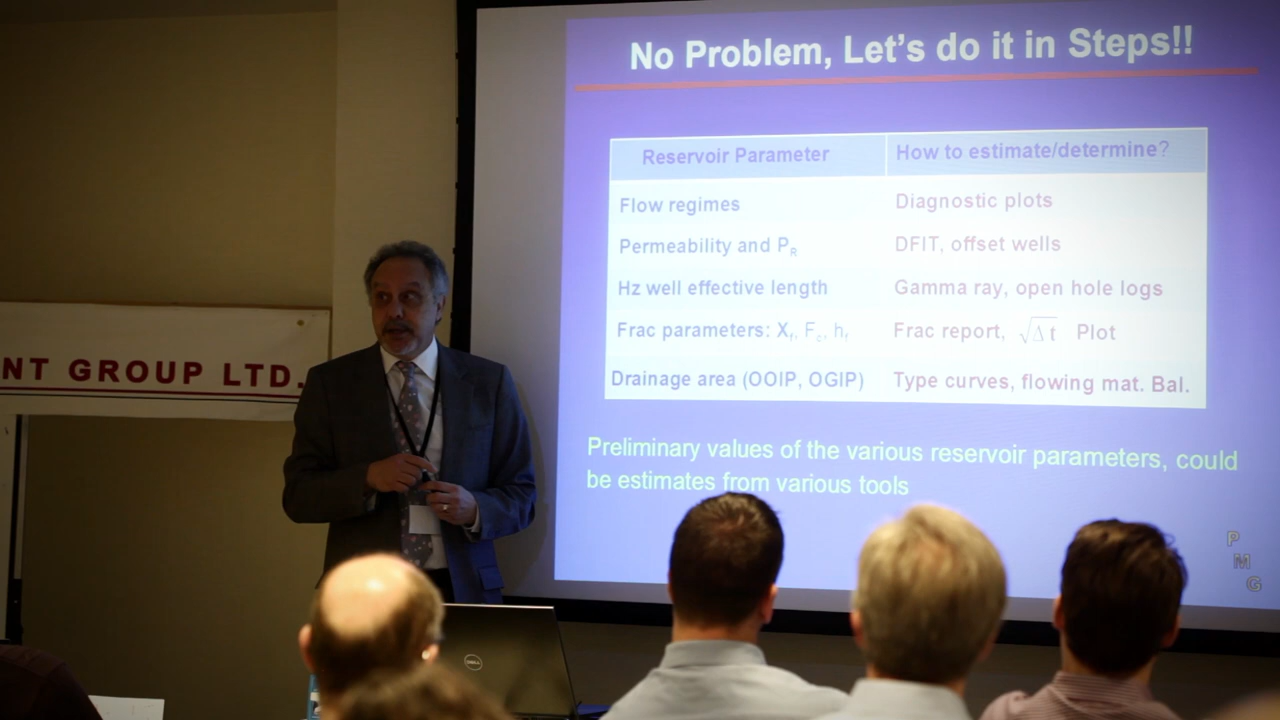 No Problem, Let's do it in Steps!!
Reservoir Parameter How to estimate/determine?
Flow regimes Diagnostic plots
Permeability and PR DFIT, offset wells
Hz well effective length Gamma ray, open hole logs
Frac parameters: Xf, Fc, hf Frac report, √Δt Plot
Drainage area (OOIP, OGIP) Type curves, flowing mat. Bal.
Preliminary values of the various reservoir parameters, could
be estimates from various tools
P
M
G
NT GROUP LTD.
DELL